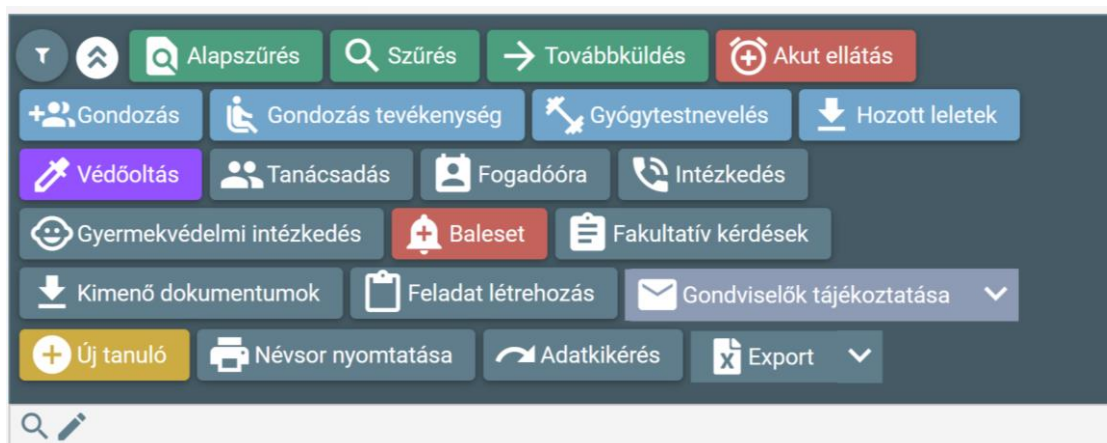 Alapszűrés Szűrés Továbbküldés Akut ellátás
Gondozás Gondozás tevékenység Gyógytestnevelés Hozott leletek
Védőoltás Tanácsadás Fogadóóra Intézkedés
Gyermekvédelmi intézkedés Baleset Fakultatív kérdések
Kimenő dokumentumok Feladat létrehozás Gondviselők tájékoztatása
Új tanuló Névsor nyomtatása Adatkikérés Export